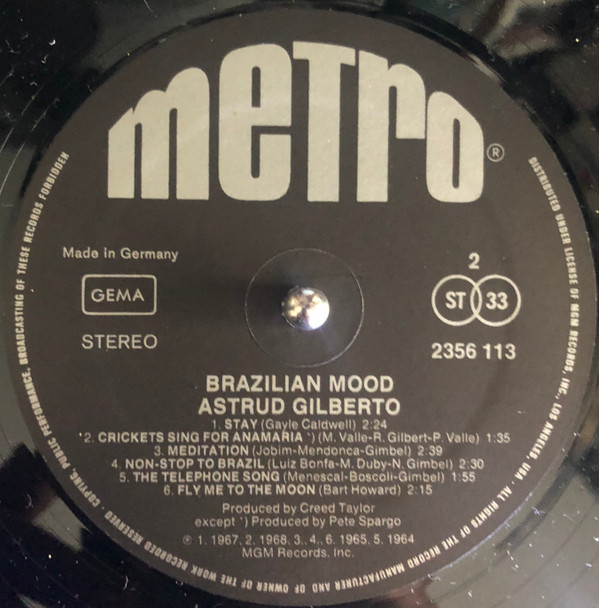 metro®
Made in Germany
GEMA
STEREO
2
ST 33
2356 113
BRAZILIAN MOOD
ASTRUD GILBERTO
1. STAY (Gayle Caldwell) 2:24
*2. CRICKETS SING FOR ANAMARIA *) (M. Valle-R. Gilbert-P. Valle) 1:35
3. MEDITATION (Jobim-Mendonca-Gimbel) 2:39
4. NON-STOP TO BRAZIL (Luiz Bonfa-M. Duby-N. Gimbel) 2:30
5. THE TELEPHONE SONG (Menescal-Boscoli-Gimbel) 1:55
6. FLY ME TO THE MOON (Bart Howard) 2:15
Produced by Creed Taylor
except *) Produced by Pete Spargo
℗ 1. 1967, 2. 1968. 3.. 4.. 6. 1965. 5. 1964
MGM Records, Inc.
DISTRIBUTED UNDER LICENSE OF MGM RECORDS, INC., LOS ANGELES, USA · ALL RIGHTS OF THE RECORD MANUFACTURER AND OF OWNER OF THE WORK RECORDED RESERVED · COPYING, PUBLIC PERFORMANCE, BROADCASTING OF THESE RECORDS FORBIDDEN